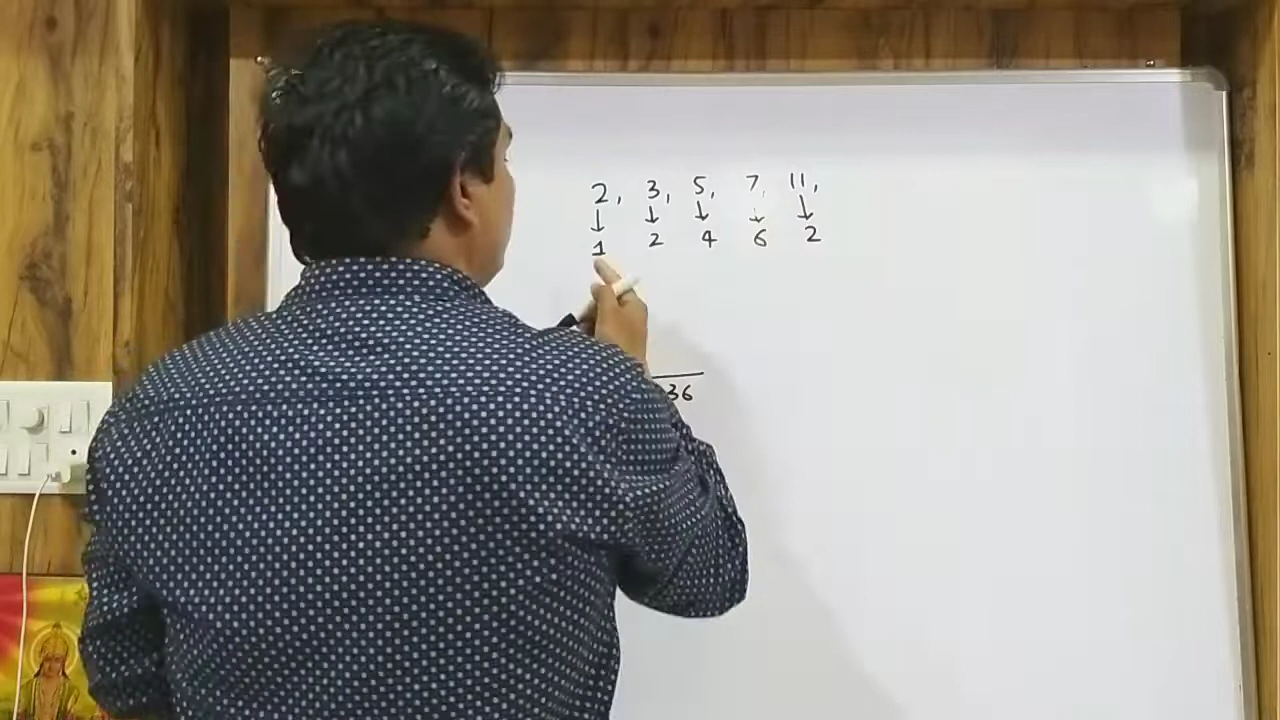 2, 3, 5, 7, 11,
↓ ↓ ↓ ↓ ↓
1 2 4 6 2
36